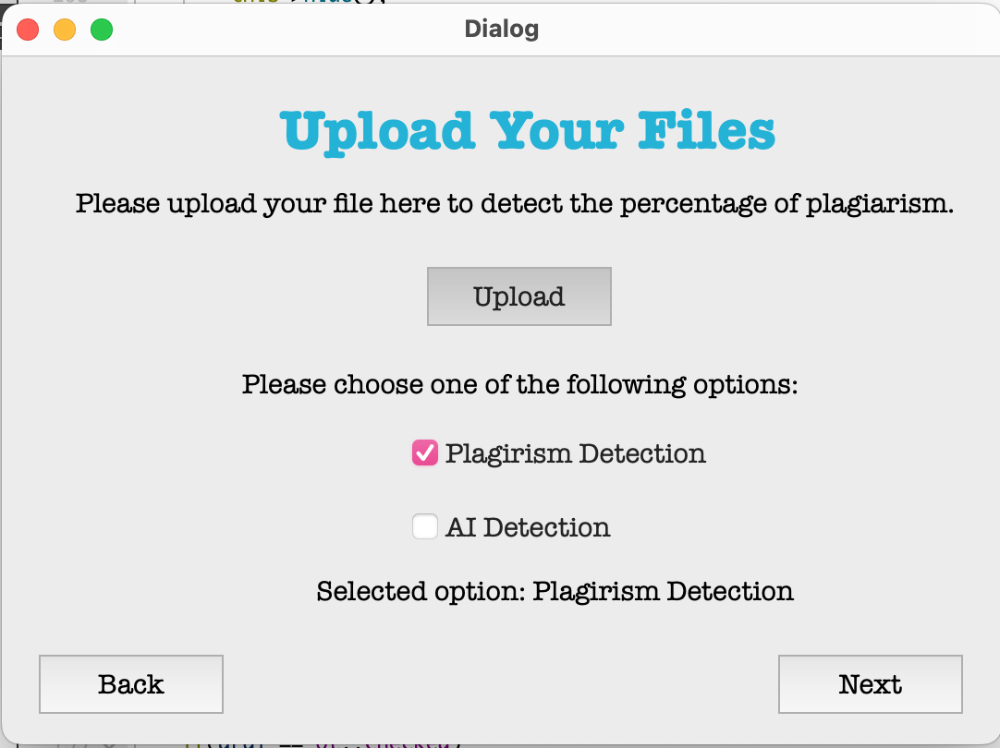 Dialog
Upload Your Files
Please upload your file here to detect the percentage of plagiarism.
Upload
Please choose one of the following options:
Plagirism Detection
AI Detection
Selected option: Plagirism Detection
Back
Next